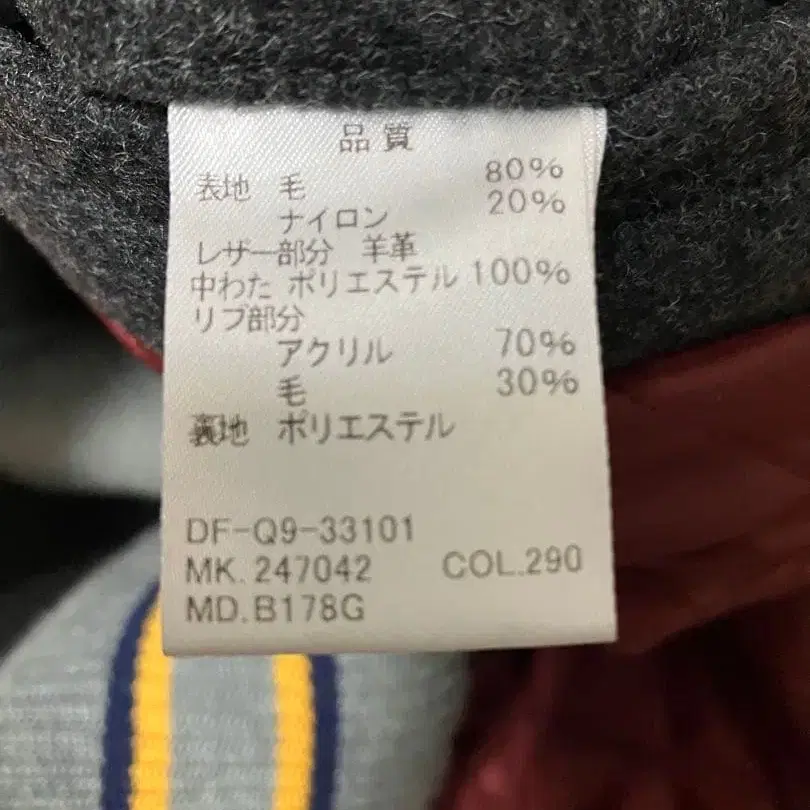 品質
表地 毛 80%
ナイロン 20%
レザー部分 羊革
中わた ポリエステル 100%
リブ部分
アクリル 70%
毛 30%
裏地 ポリエステル
DF-Q9-33101
MK.247042 COL.290
MD.B178G